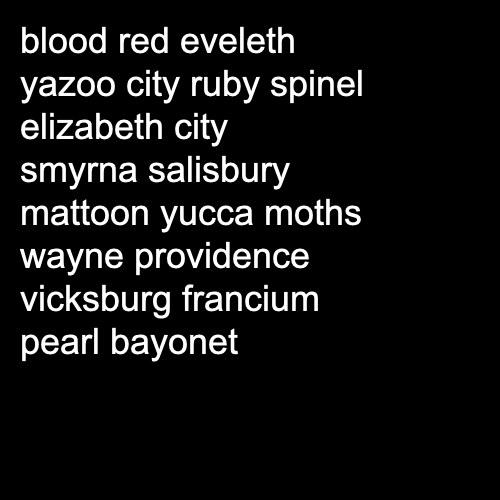 blood red eveleth
yazoo city ruby spinel
elizabeth city
smyrna salisbury
mattoon yucca moths
wayne providence
vicksburg francium
pearl bayonet